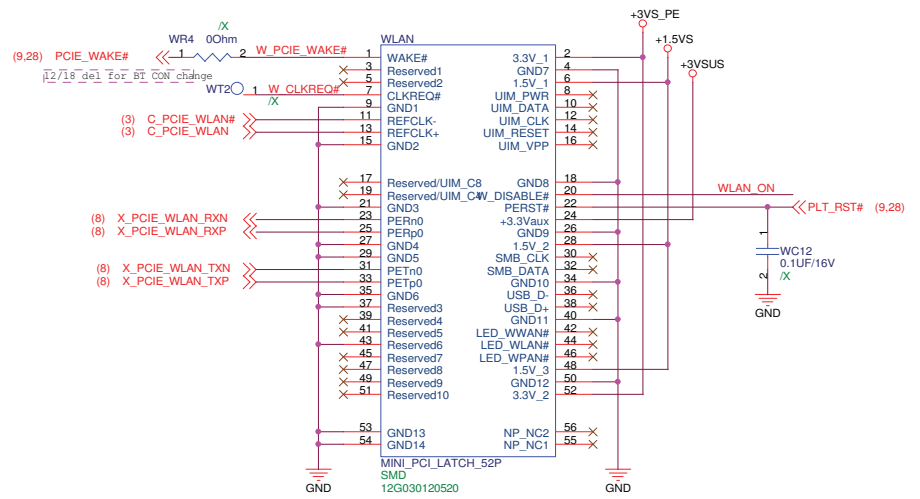 +3VS_PE
+1.5VS
+3VSUS
/X
WR4 0Ohm
WLAN
(9,28) PCIE_WAKE# 1 2 W_PCIE_WAKE# 1 WAKE# 3.3V_1 2
3 Reserved1 GND7 4
12/18 del for BT CON change
5 Reserved2 1.5V_1 6
WT2 1 W_CLKREQ# 7 CLKREQ# UIM_PWR 8
/X
9 GND1 UIM_DATA 10
(3) C_PCIE_WLAN# 11 REFCLK- UIM_CLK 12
(3) C_PCIE_WLAN 13 REFCLK+ UIM_RESET 14
15 GND2 UIM_VPP 16
17 Reserved/UIM_C8 GND8 18
19 Reserved/UIM_C4 W_DISABLE# 20 WLAN_ON
21 GND3 PERST# 22 PLT_RST# (9,28)
(8) X_PCIE_WLAN_RXN 23 PERn0 +3.3Vaux 24
(8) X_PCIE_WLAN_RXP 25 PERp0 GND9 26
1
27 GND4 1.5V_2 28
WC12
29 GND5 SMB_CLK 30
0.1UF/16V
(8) X_PCIE_WLAN_TXN 31 PETn0 SMB_DATA 32
2
/X
(8) X_PCIE_WLAN_TXP 33 PETp0 GND10 34
35 GND6 USB_D- 36
37 Reserved3 USB_D+ 38
GND
39 Reserved4 GND11 40
41 Reserved5 LED_WWAN# 42
43 Reserved6 LED_WLAN# 44
45 Reserved7 LED_WPAN# 46
47 Reserved8 1.5V_3 48
49 Reserved9 GND12 50
51 Reserved10 3.3V_2 52
53 GND13 NP_NC2 56
54 GND14 NP_NC1 55
MINI_PCI_LATCH_52P
SMD
12G030120520
GND
GND